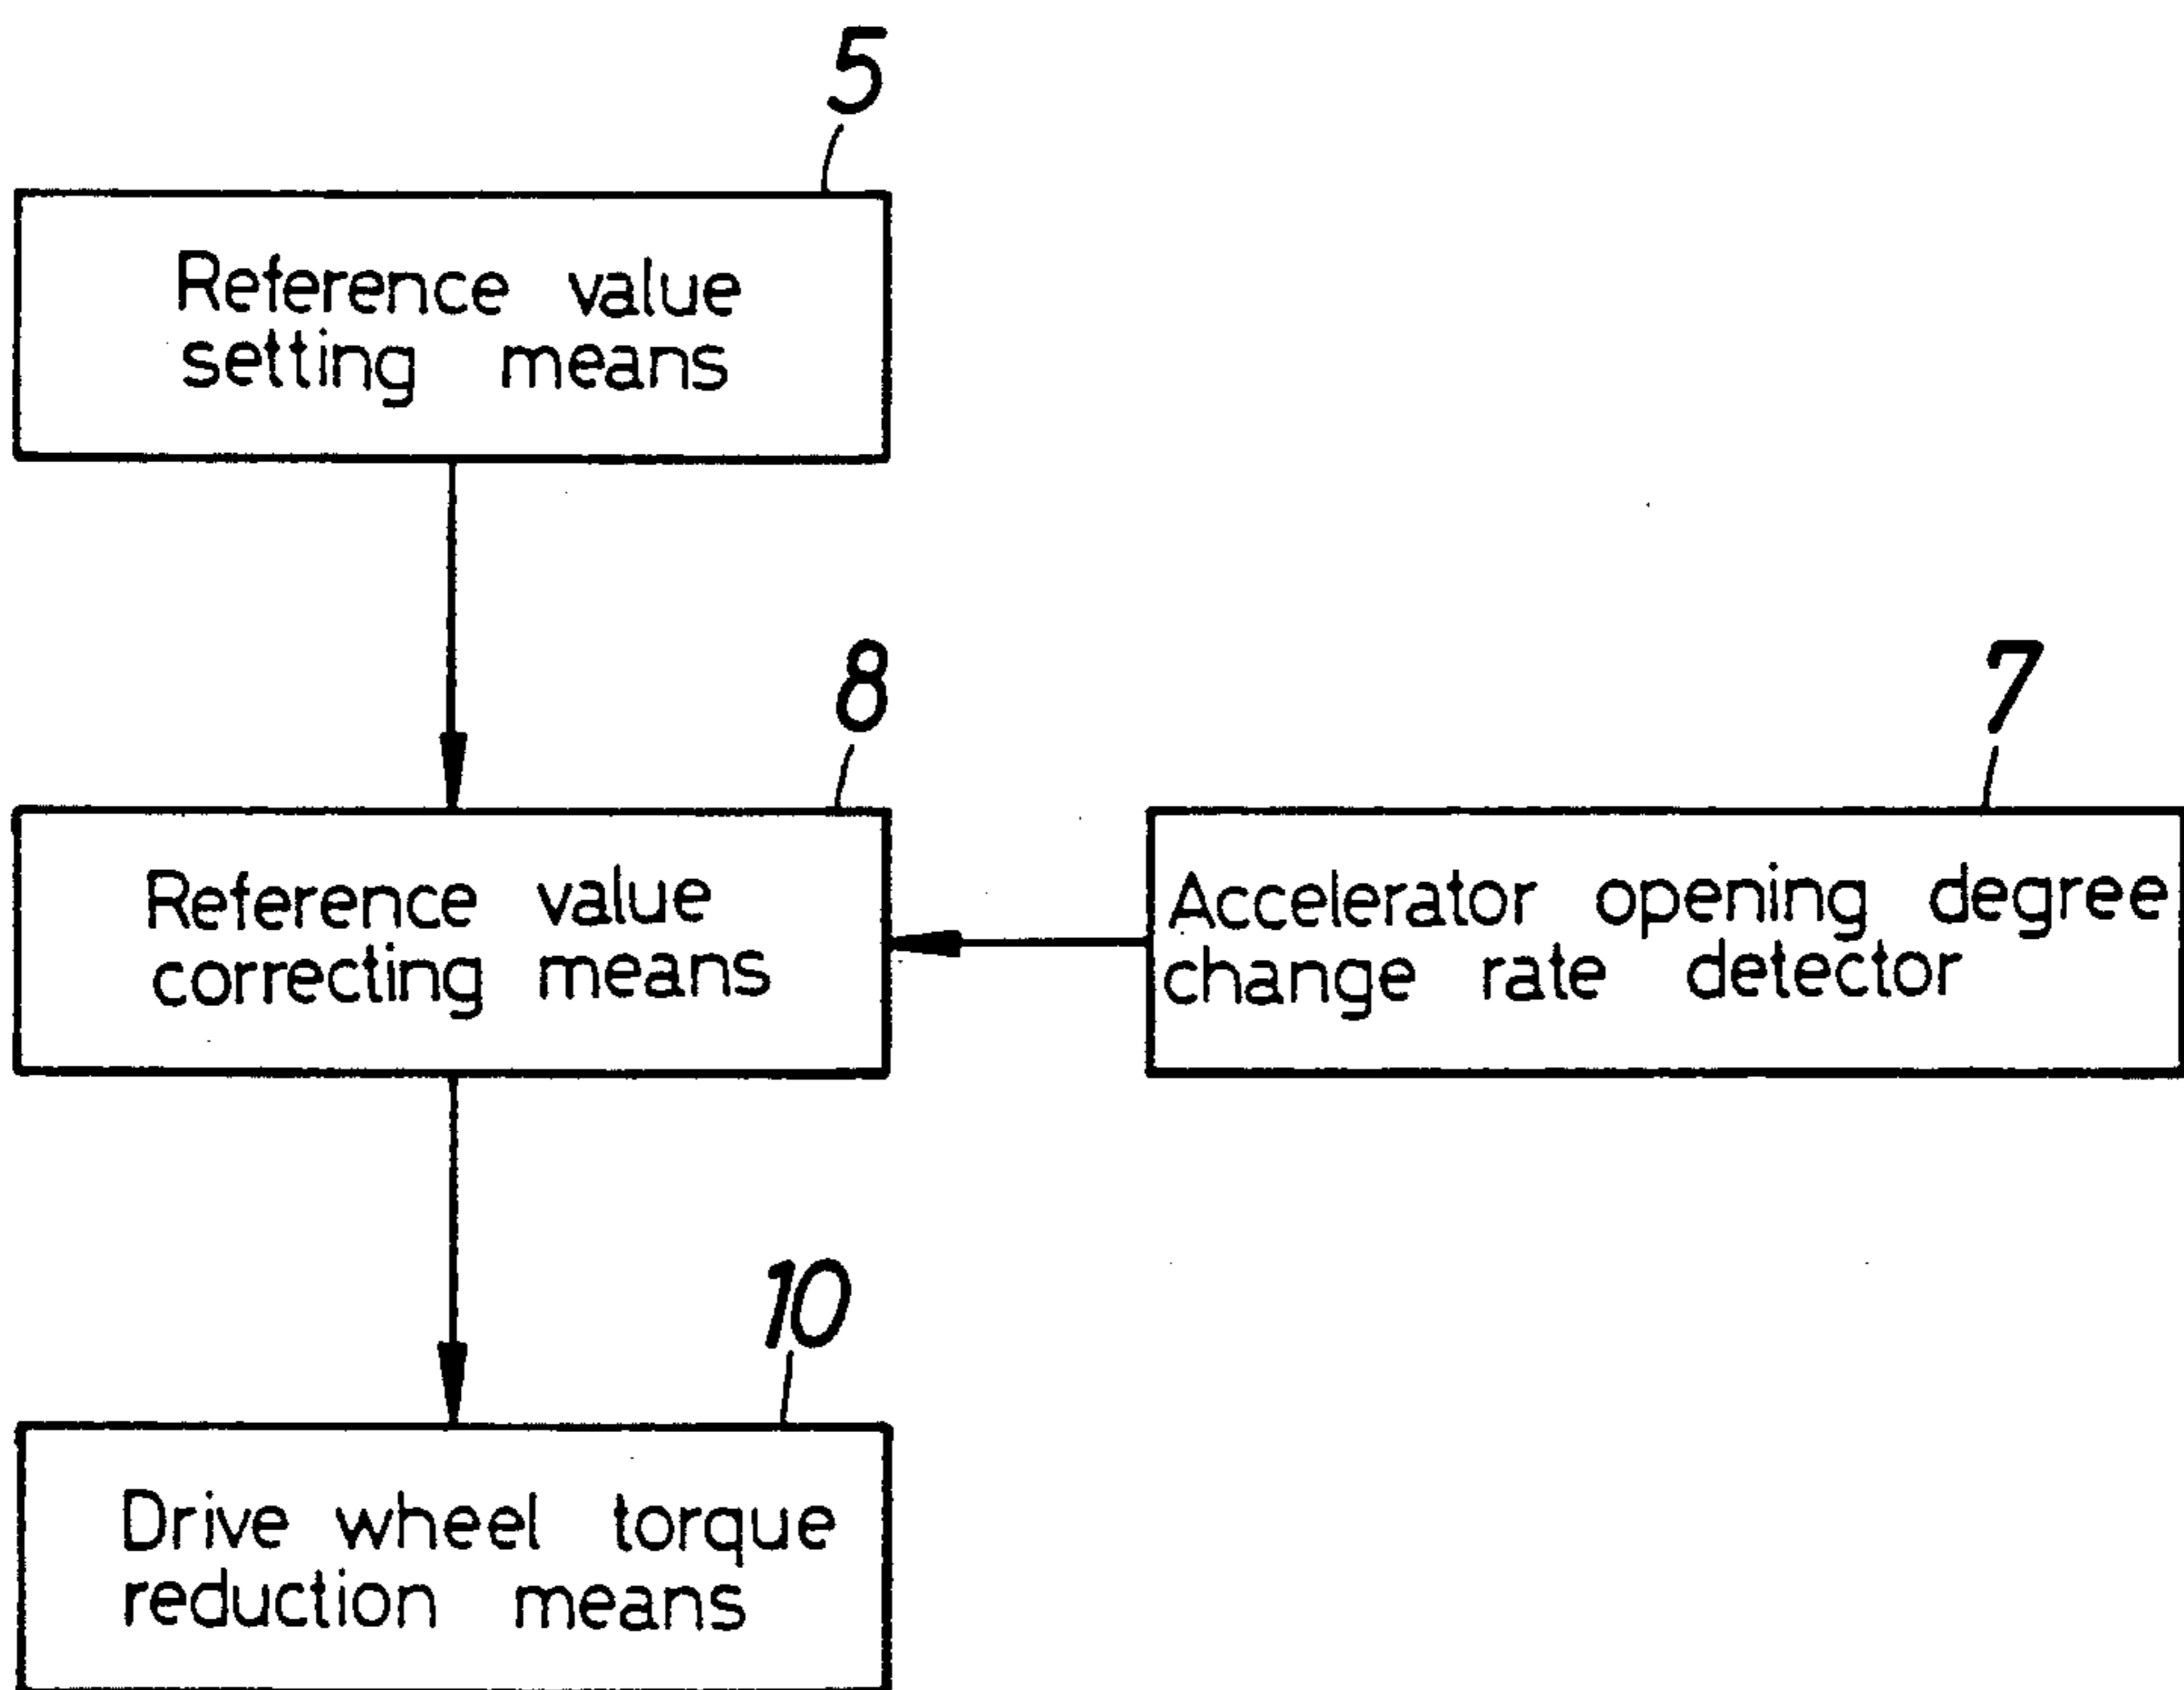 5
Reference value
setting means
8
Reference value
correcting means
7
Accelerator opening degree
change rate detector
10
Drive wheel torque
reduction means